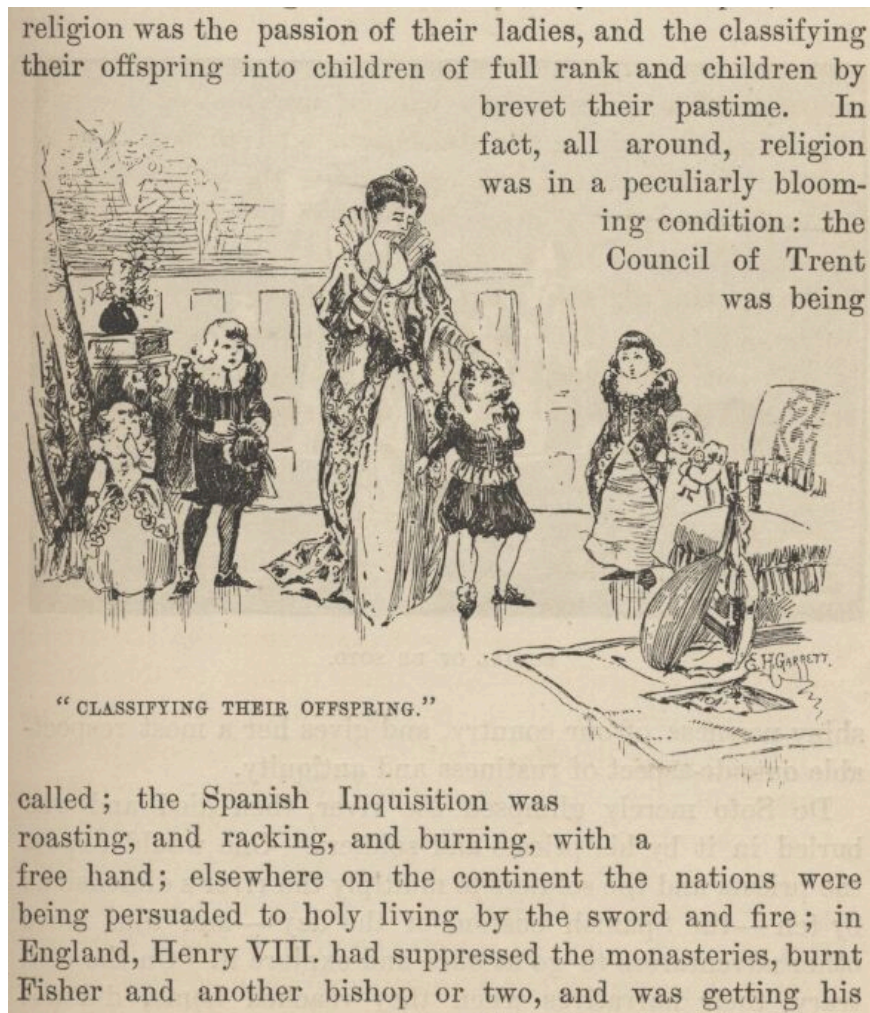 religion was the passion of their ladies, and the classifying
their offspring into children of full rank and children by
brevet their pastime. In
fact, all around, religion
was in a peculiarly bloom-
ing condition: the
Council of Trent
was being
E.H.GARRETT.
"CLASSIFYING THEIR OFFSPRING."
called; the Spanish Inquisition was
roasting, and racking, and burning, with a
free hand; elsewhere on the continent the nations were
being persuaded to holy living by the sword and fire; in
England, Henry VIII. had suppressed the monasteries, burnt
Fisher and another bishop or two, and was getting his